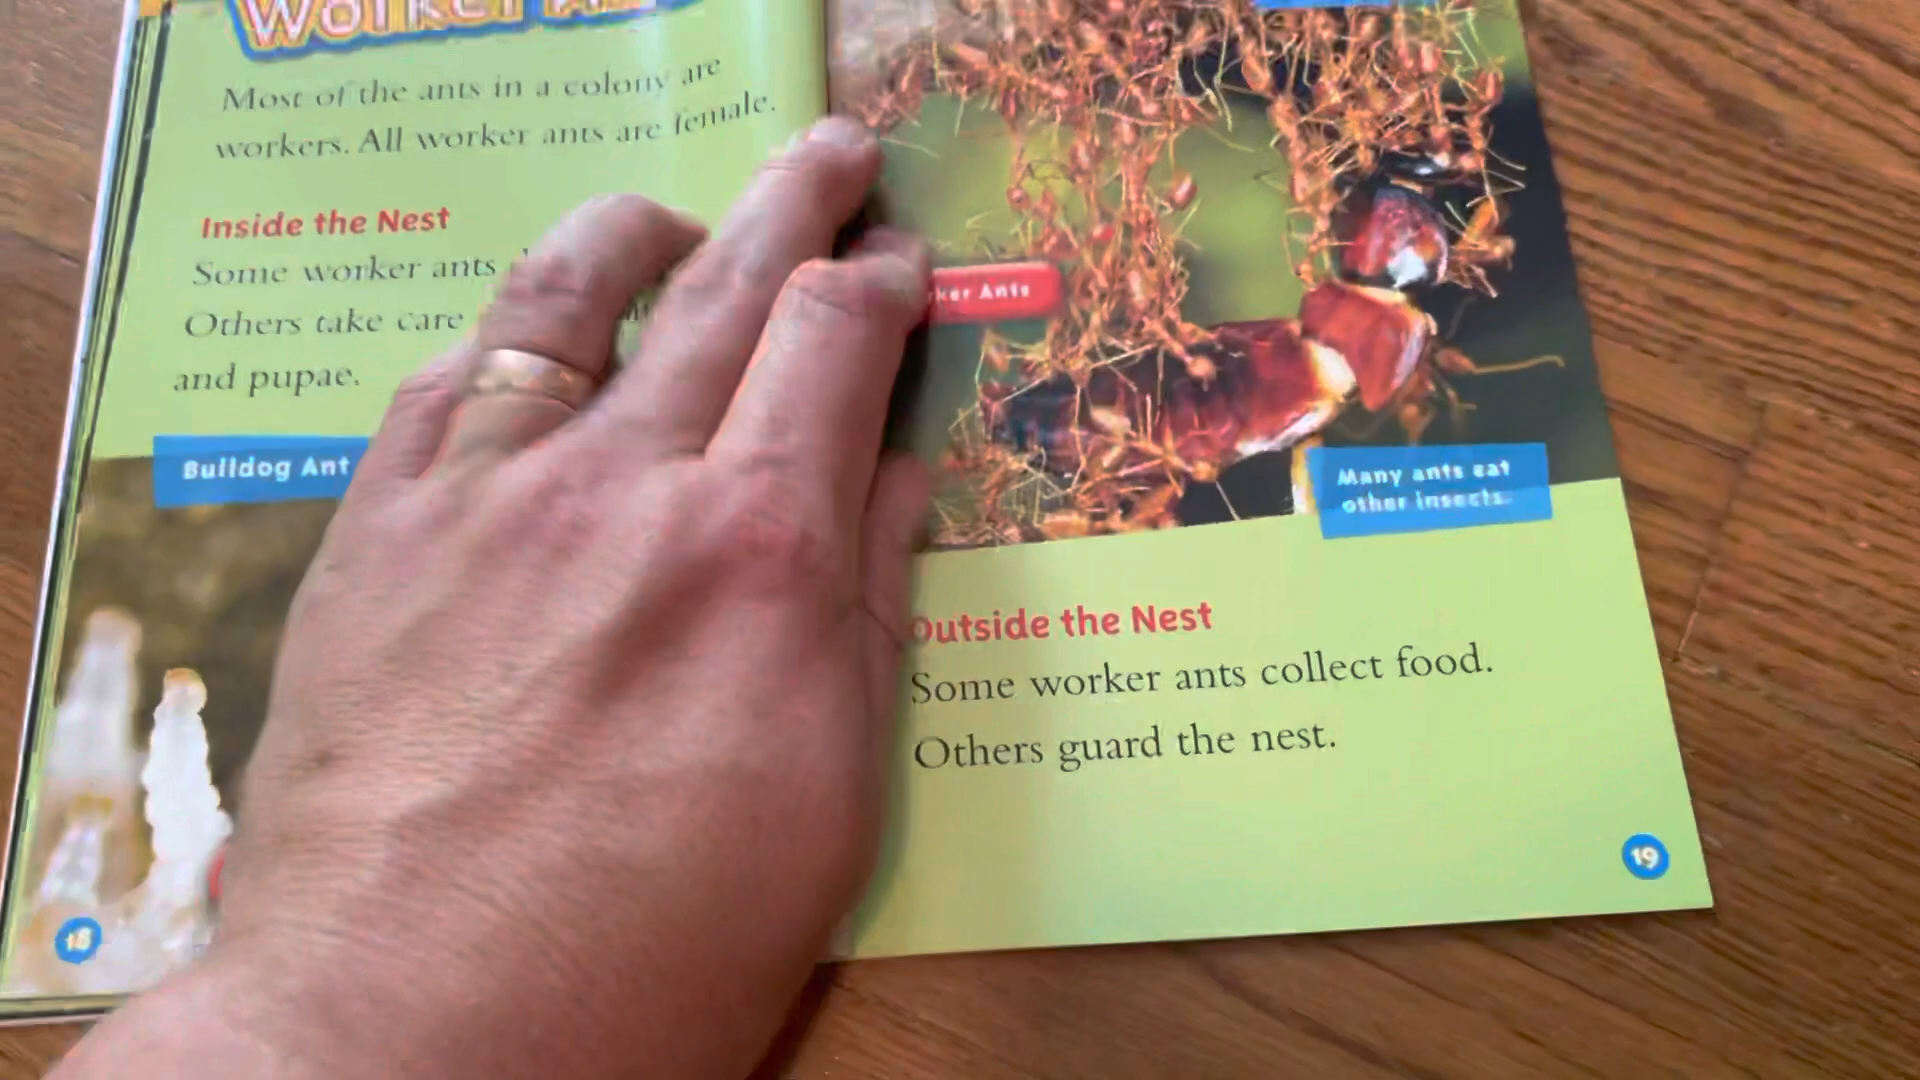 Worker
Most of the ants in a colony are
workers. All worker ants are female.
Inside the Nest
Some worker ants
Others take care
and pupae.
Bulldog Ant
18
Ants
Many ants eat
other insects.
Outside the Nest
Some worker ants collect food.
Others guard the nest.
19